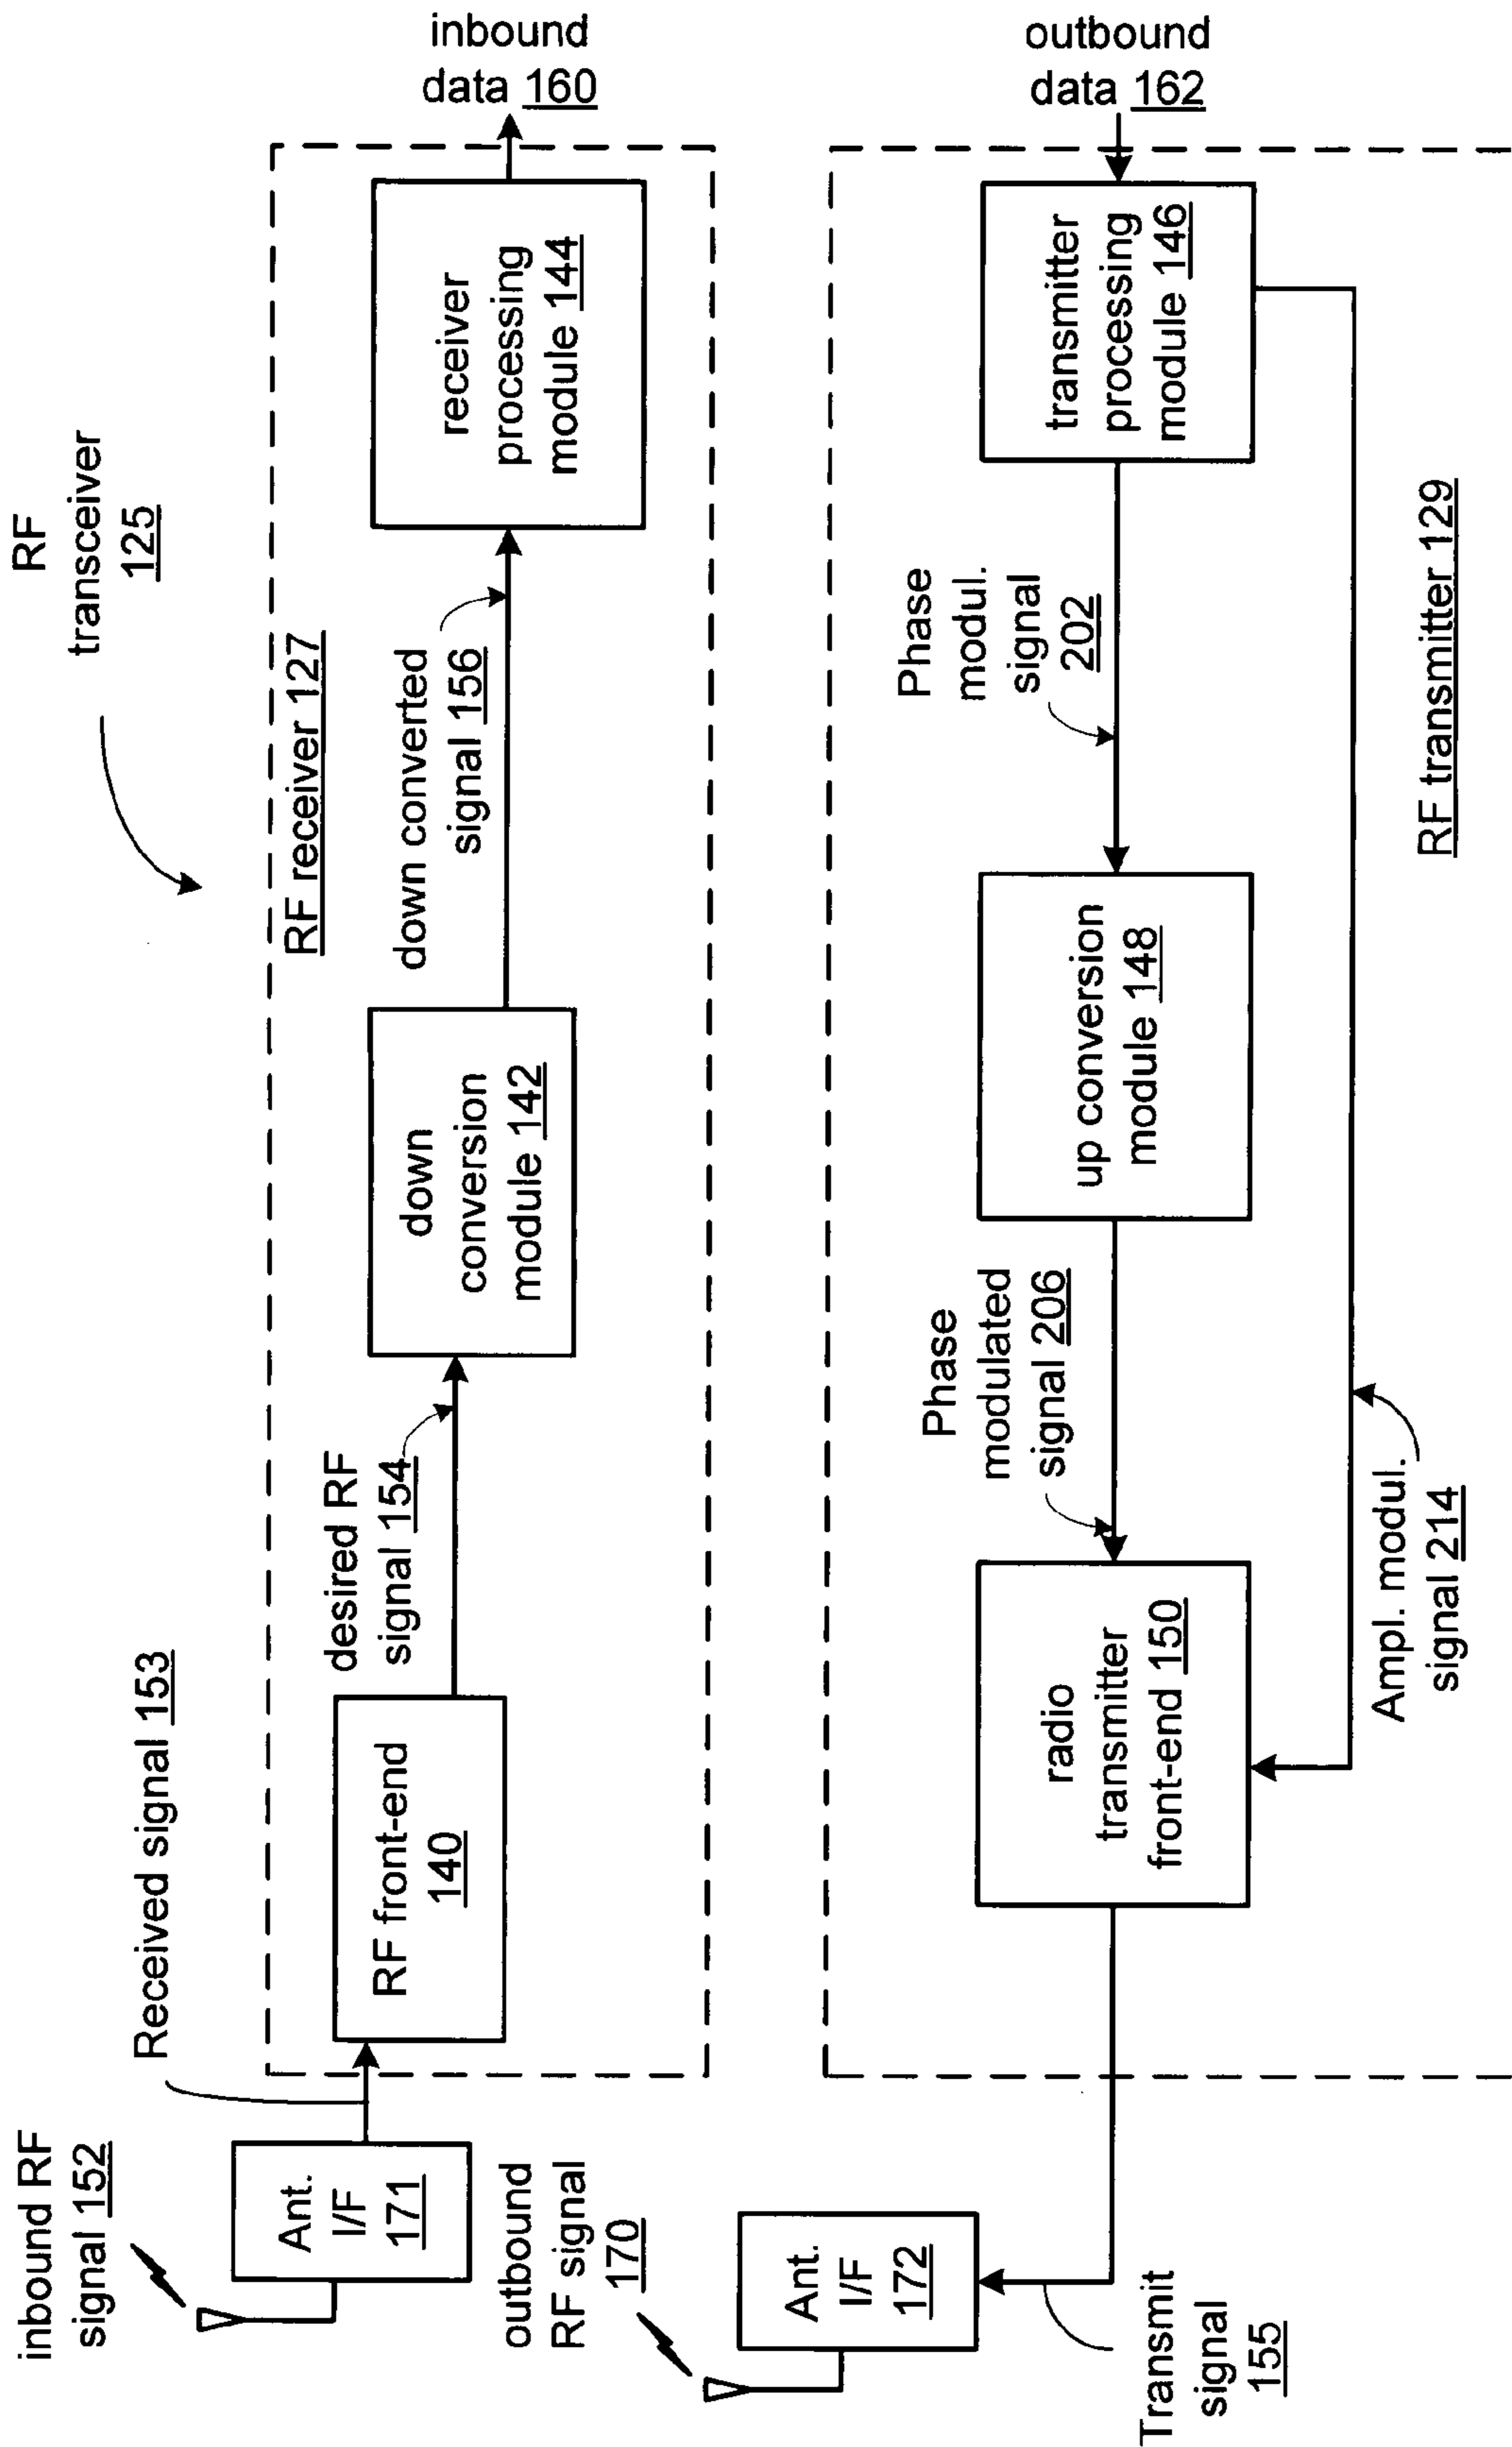 RF
transceiver
125
inbound RF
signal 152
Received signal 153
Ant.
I/F
171
RF receiver 127
RF front-end
140
desired RF
signal 154
down
conversion
module 142
down converted
signal 156
receiver
processing
module 144
inbound
data 160
outbound
RF signal
170
Ant.
I/F
172
Transmit
signal
155
radio
transmitter
front-end 150
Phase
modulated
signal 206
up conversion
module 148
Phase
modul.
signal
202
transmitter
processing
module 146
outbound
data 162
Ampl. modul.
signal 214
RF transmitter 129